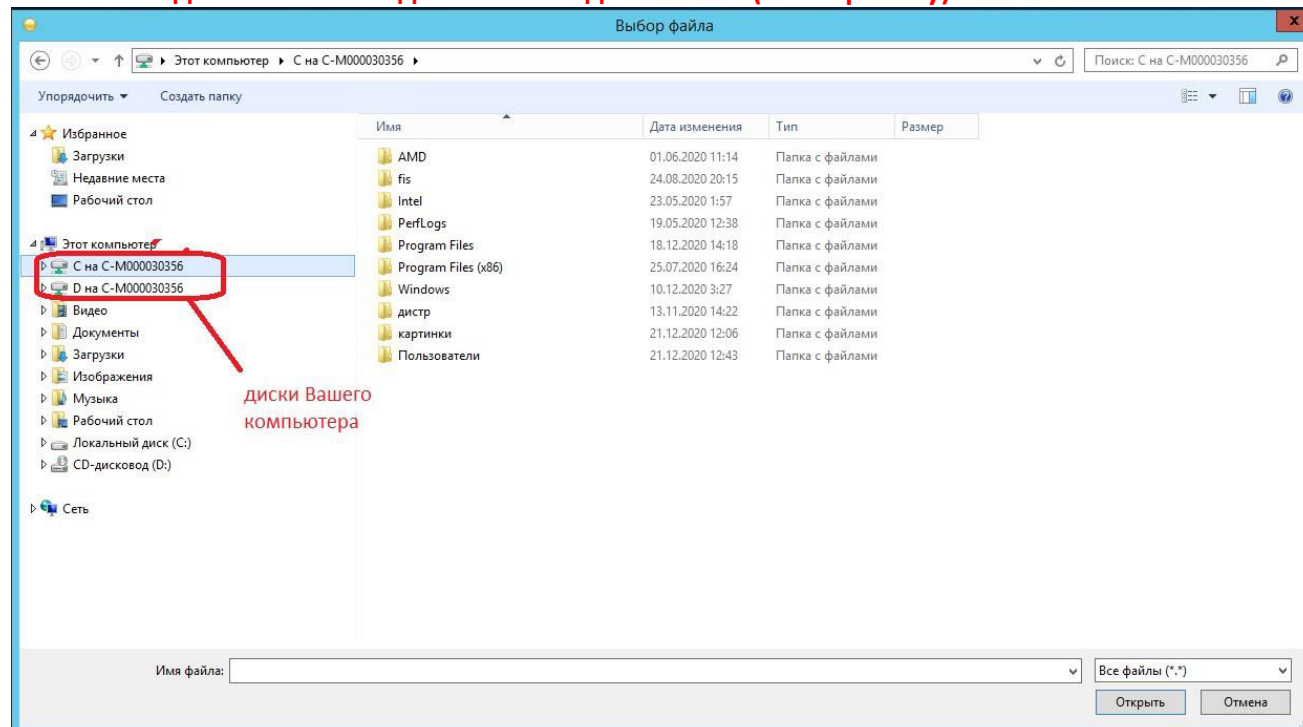 Выбор файла
x
Этот компьютер ▸ C на C-M000030356 ▸
Поиск: C на C-M000030356
Упорядочить
Создать папку
Имя Дата изменения Тип Размер
Избранное
Загрузки
Недавние места
Рабочий стол
Этот компьютер
C на C-M000030356
D на C-M000030356
Видео
Документы
Загрузки
Изображения
Музыка
Рабочий стол
Локальный диск (C:)
CD-дисковод (D:)
Сеть
AMD 01.06.2020 11:14 Папка с файлами
fis 24.08.2020 20:15 Папка с файлами
Intel 23.05.2020 1:57 Папка с файлами
PerfLogs 19.05.2020 12:38 Папка с файлами
Program Files 18.12.2020 14:18 Папка с файлами
Program Files (x86) 25.07.2020 16:24 Папка с файлами
Windows 10.12.2020 3:27 Папка с файлами
дистр 13.11.2020 14:22 Папка с файлами
картинки 21.12.2020 12:06 Папка с файлами
Пользователи 21.12.2020 12:43 Папка с файлами
диски Вашего
компьютера
Имя файла:
Все файлы (*.*)
Открыть
Отмена